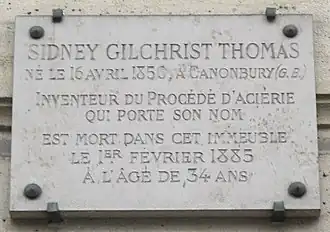 SIDNEY GILCHRIST THOMAS
NÉ LE 16 AVRIL 1850, A CANONBURY (G.B.)
INVENTEUR DU PROCÉDÉ D'ACIÉRIE
QUI PORTE SON NOM
EST MORT DANS CET IMMEUBLE
LE 1ER FÉVRIER 1885
A L'ÂGE DE 34 ANS